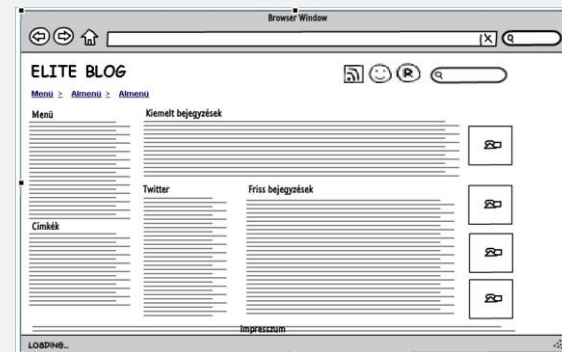 Browser Window
X
ELITE BLOG
R
Menü > Almenü > Almenü
Menü
Kiemelt bejegyzések
Twitter
Friss bejegyzések
Címkék
Impresszum
LOADING...